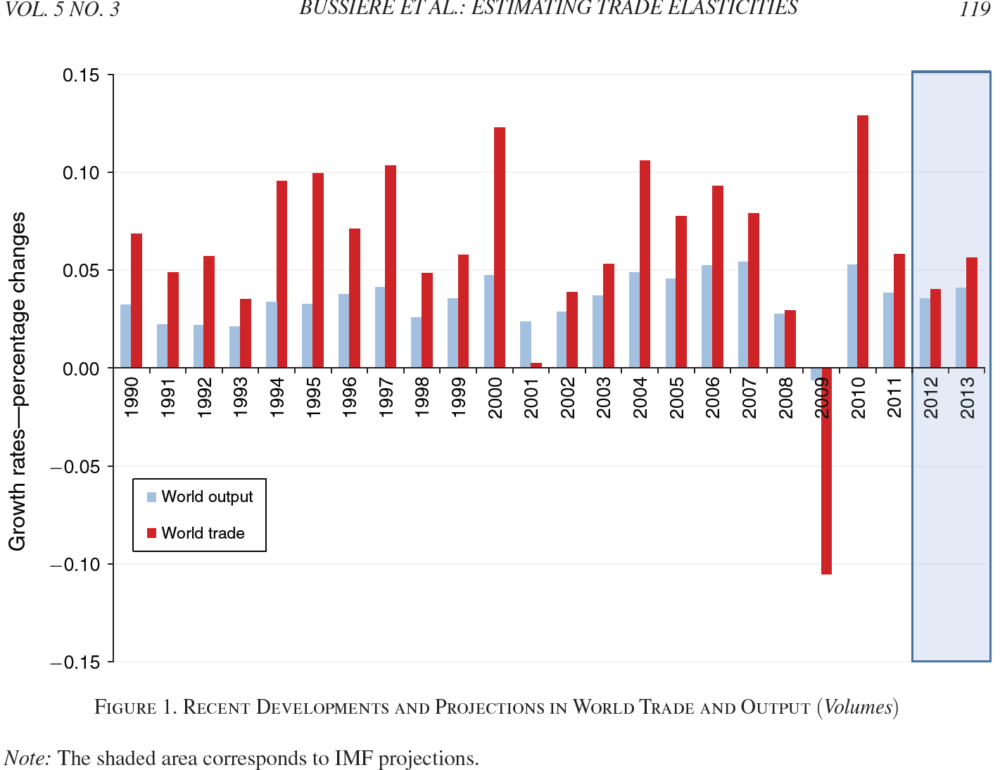 VOL. 5 NO. 3 BUSSIÈRE ET AL.: ESTIMATING TRADE ELASTICITIES 119
0.15
0.10
0.05
0.00
−0.05
−0.10
−0.15
Growth rates—percentage changes
1990 1991 1992 1993 1994 1995 1996 1997 1998 1999 2000 2001 2002 2003 2004 2005 2006 2007 2008 2009 2010 2011 2012 2013
World output
World trade
Figure 1. Recent Developments and Projections in World Trade and Output (Volumes)
Note: The shaded area corresponds to IMF projections.